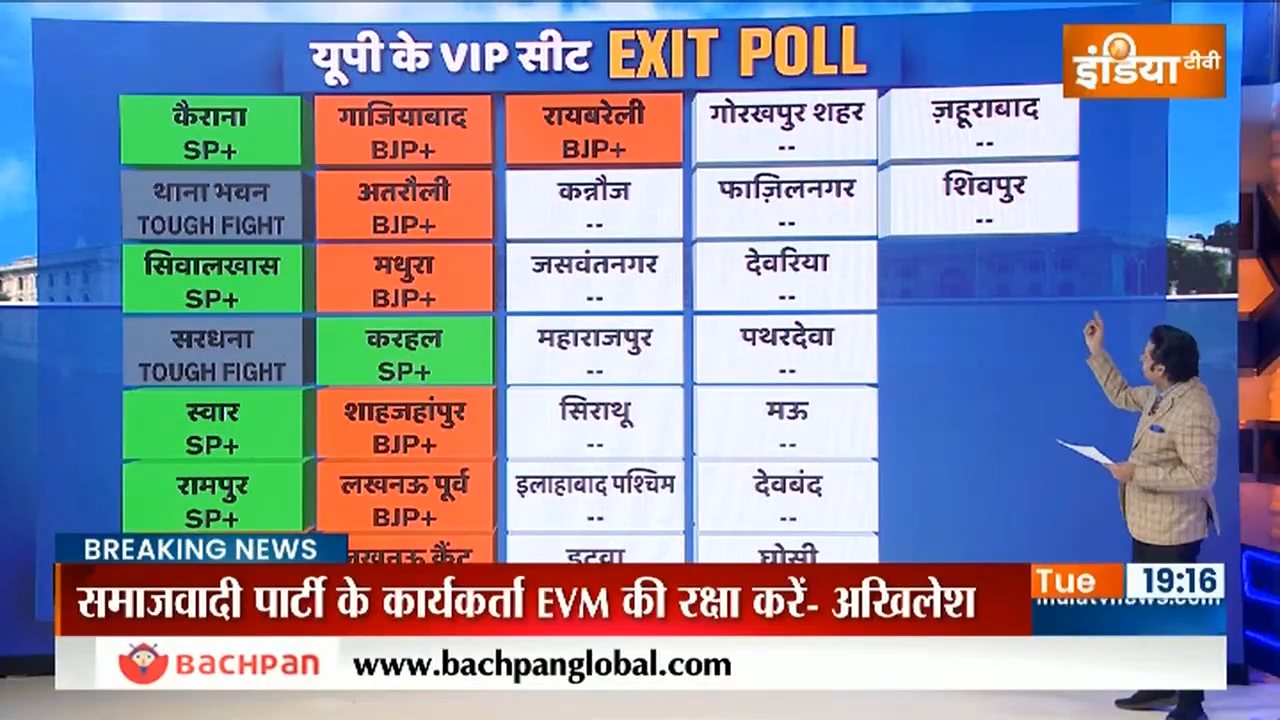 यूपी के VIP सीट EXIT POLL
इंडिया टीवी
कैराना
SP+
गाजियाबाद
BJP+
रायबरेली
BJP+
गोरखपुर शहर
--
ज़हूराबाद
--
थाना भवन
TOUGH FIGHT
अतरौली
BJP+
कन्नौज
--
फाज़िलनगर
--
शिवपुर
--
सिवालखास
SP+
मथुरा
BJP+
जसवंतनगर
--
देवरिया
--
सरधना
TOUGH FIGHT
करहल
SP+
महाराजपुर
--
पथरदेवा
--
स्वार
SP+
शाहजहांपुर
BJP+
सिराथू
--
मऊ
--
रामपुर
SP+
लखनऊ पूर्व
BJP+
इलाहाबाद पश्चिम
--
देवबंद
--
लखनऊ कैंट
इटवा
घोसी
BREAKING NEWS
समाजवादी पार्टी के कार्यकर्ता EVM की रक्षा करें- अखिलेश
Tue 19:16
indiatvnews.com
BACHPAN www.bachpanglobal.com